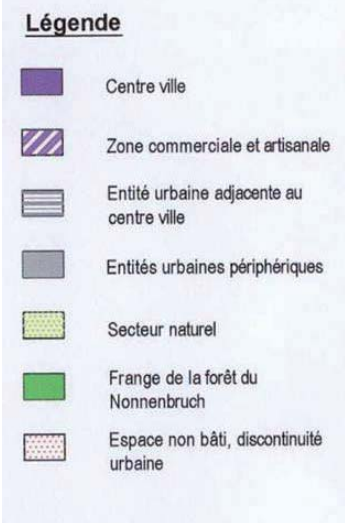 Légende
Centre ville
Zone commerciale et artisanale
Entité urbaine adjacente au
centre ville
Entités urbaines périphériques
Secteur naturel
Frange de la forêt du
Nonnenbruch
Espace non bâti, discontinuité
urbaine